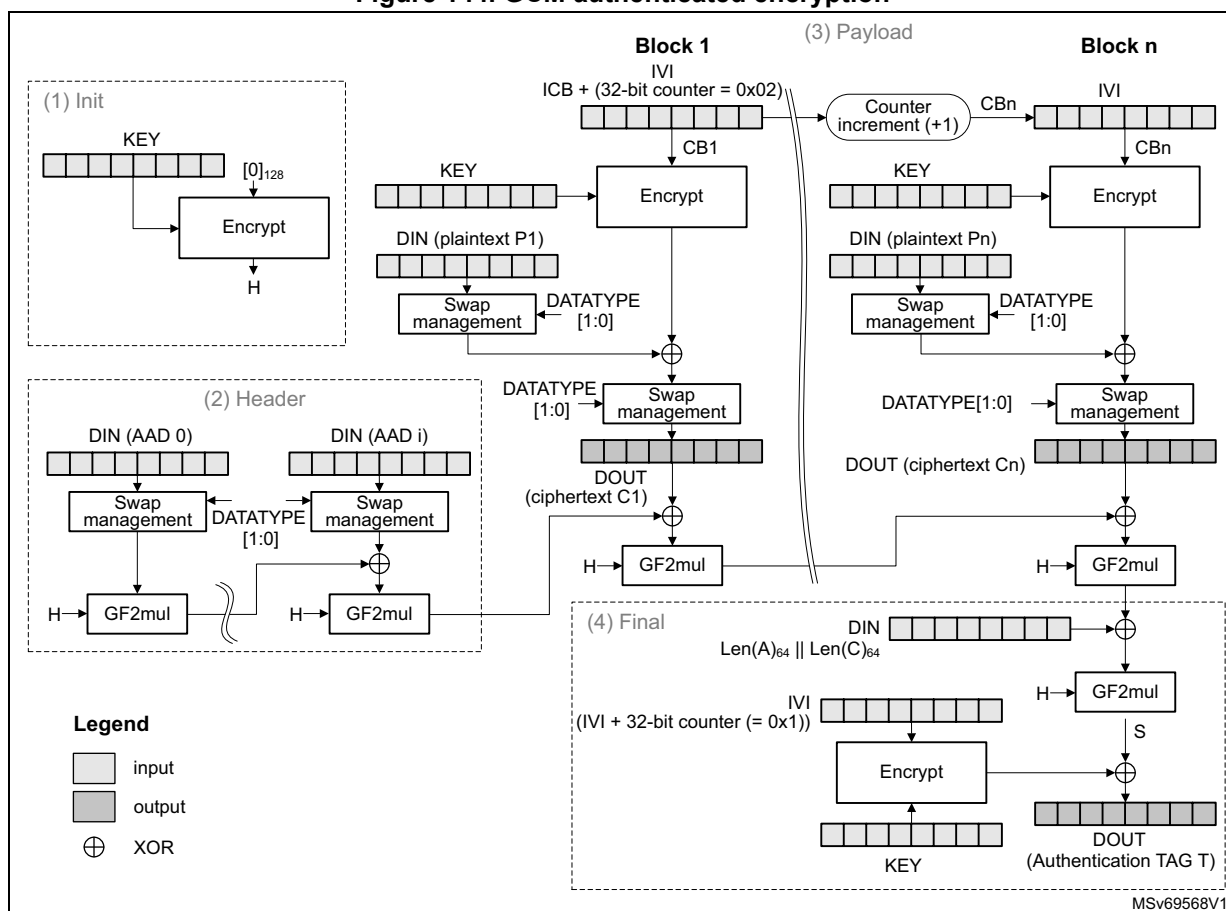 (3) Payload
Block 1
Block n
IVI
ICB + (32-bit counter = 0x02)
Counter
increment (+1)
CBn
IVI
CB1
CBn
KEY
Encrypt
KEY
Encrypt
DIN (plaintext P1)
DIN (plaintext Pn)
Swap
management
DATATYPE
[1:0]
Swap
management
DATATYPE
[1:0]
DATATYPE
[1:0]
Swap
management
DATATYPE[1:0]
Swap
management
DOUT
(ciphertext C1)
DOUT (ciphertext Cn)
H
GF2mul
H
GF2mul
(1) Init
KEY
[0]128
Encrypt
H
(2) Header
DIN (AAD 0)
DIN (AAD i)
Swap
management
DATATYPE
[1:0]
Swap
management
H
GF2mul
H
GF2mul
(4) Final
DIN
Len(A)64 || Len(C)64
H
GF2mul
IVI
(IVI + 32-bit counter (= 0x1))
S
Encrypt
KEY
DOUT
(Authentication TAG T)
Legend
input
output
XOR
MSv69568V1